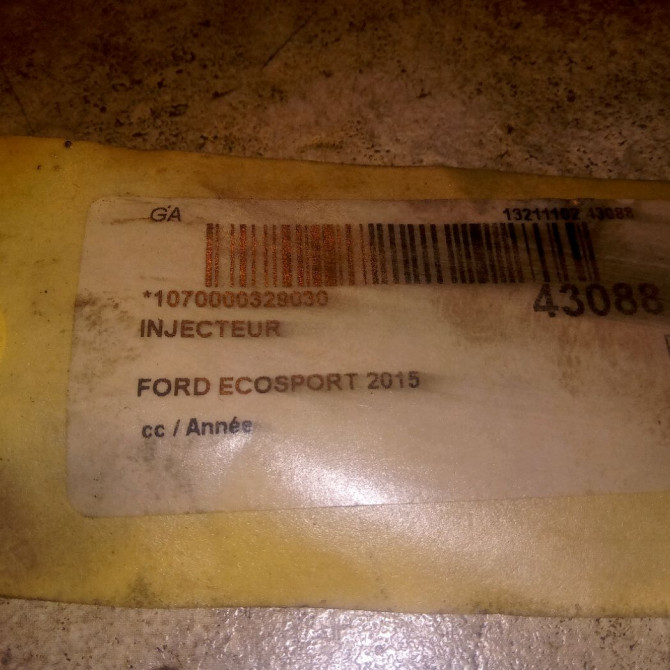 GA 13211102 43088
*1070000329030 43088
INJECTEUR
FORD ECOSPORT 2015
cc / Année